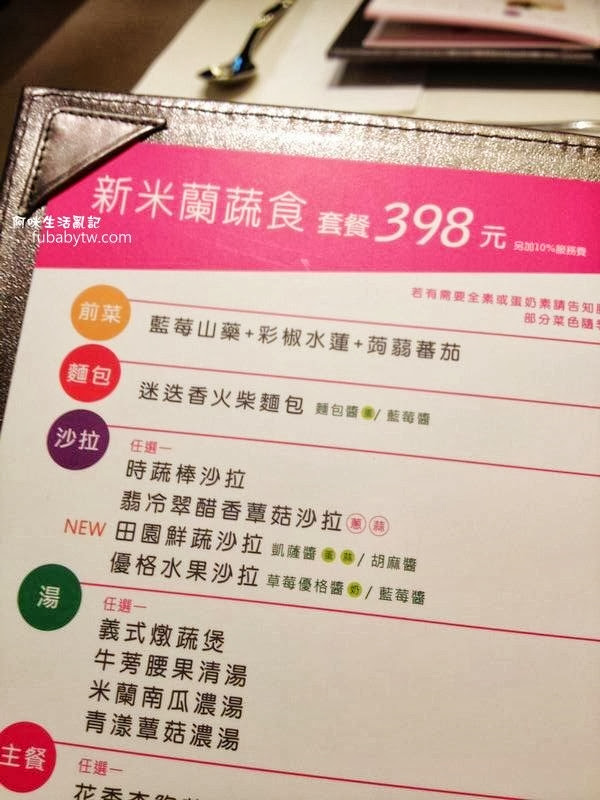 新米蘭蔬食 套餐 398 元 另加10%服務費
阿咪生活亂記
fubabytw.com
若有需要全素或蛋奶素請告知
部分菜色隨
前菜
藍莓山藥+彩椒水蓮+蒟蒻蕃茄
麵包
迷迭香火柴麵包 麵包醬 蛋 / 藍莓醬
沙拉
任選一
時蔬棒沙拉
翡冷翠醋香蕈菇沙拉 蔥 蒜
NEW 田園鮮蔬沙拉 凱薩醬 蛋 蒜 / 胡麻醬
優格水果沙拉 草莓優格醬 奶 / 藍莓醬
湯
任選一
義式燉蔬煲
牛蒡腰果清湯
米蘭南瓜濃湯
青漾蕈菇濃湯
主餐
任選一
花香杏